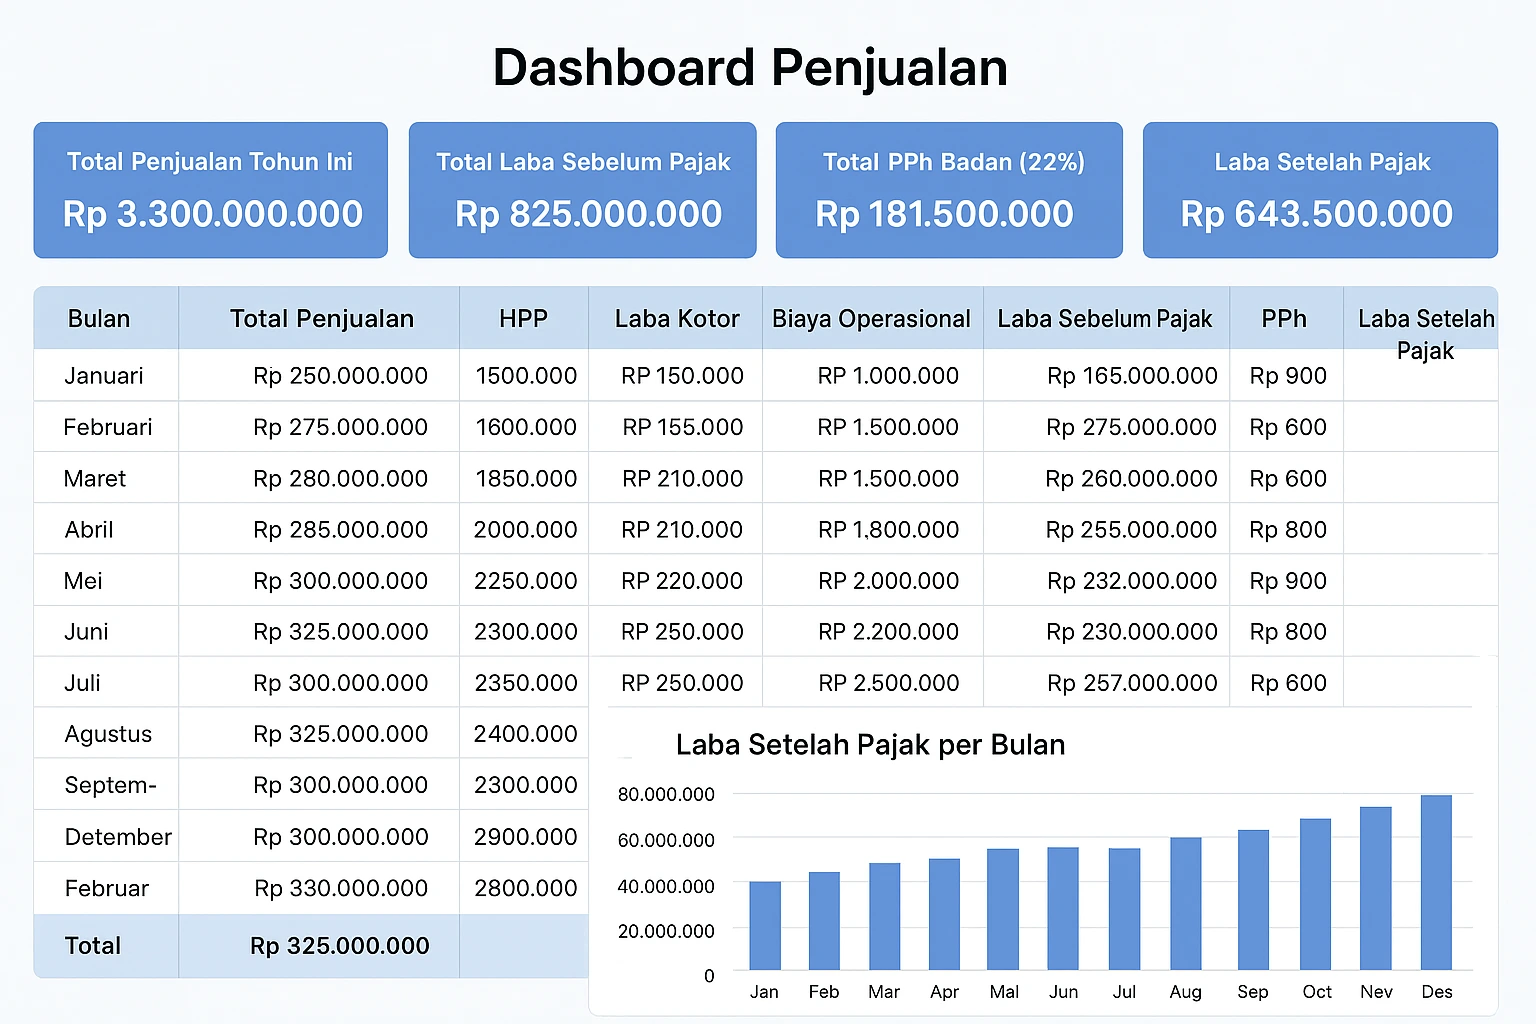 Dashboard Penjualan
Total Penjualan Tohun Ini
Rp 3.300.000.000
Total Laba Sebelum Pajak
Rp 825.000.000
Total PPh Badan (22%)
Rp 181.500.000
Laba Setelah Pajak
Rp 643.500.000
Bulan Total Penjualan HPP Laba Kotor Biaya Operasional Laba Sebelum Pajak PPh Laba Setelah
Pajak
Januari Rp 250.000.000 1500.000 RP 150.000 RP 1.000.000 Rp 165.000.000 Rp 900
Februari Rp 275.000.000 1600.000 RP 155.000 RP 1.500.000 Rp 275.000.000 Rp 600
Maret Rp 280.000.000 1850.000 RP 210.000 RP 1.500.000 Rp 260.000.000 Rp 600
Abril Rp 285.000.000 2000.000 RP 210.000 RP 1,800.000 Rp 255.000.000 Rp 800
Mei Rp 300.000.000 2250.000 RP 220.000 RP 2.000.000 Rp 232.000.000 Rp 900
Juni Rp 325.000.000 2300.000 RP 250.000 RP 2.200.000 Rp 230.000.000 Rp 800
Juli Rp 300.000.000 2350.000 RP 250.000 RP 2.500.000 Rp 257.000.000 Rp 600
Agustus Rp 325.000.000 2400.000
Septem- Rp 300.000.000 2300.000
Detember Rp 300.000.000 2900.000
Februar Rp 330.000.000 2800.000
Total Rp 325.000.000
Laba Setelah Pajak per Bulan
80.000.000
60.000.000
40.000.000
20.000.000
0
Jan Feb Mar Apr Mal Jun Jul Aug Sep Oct Nev Des